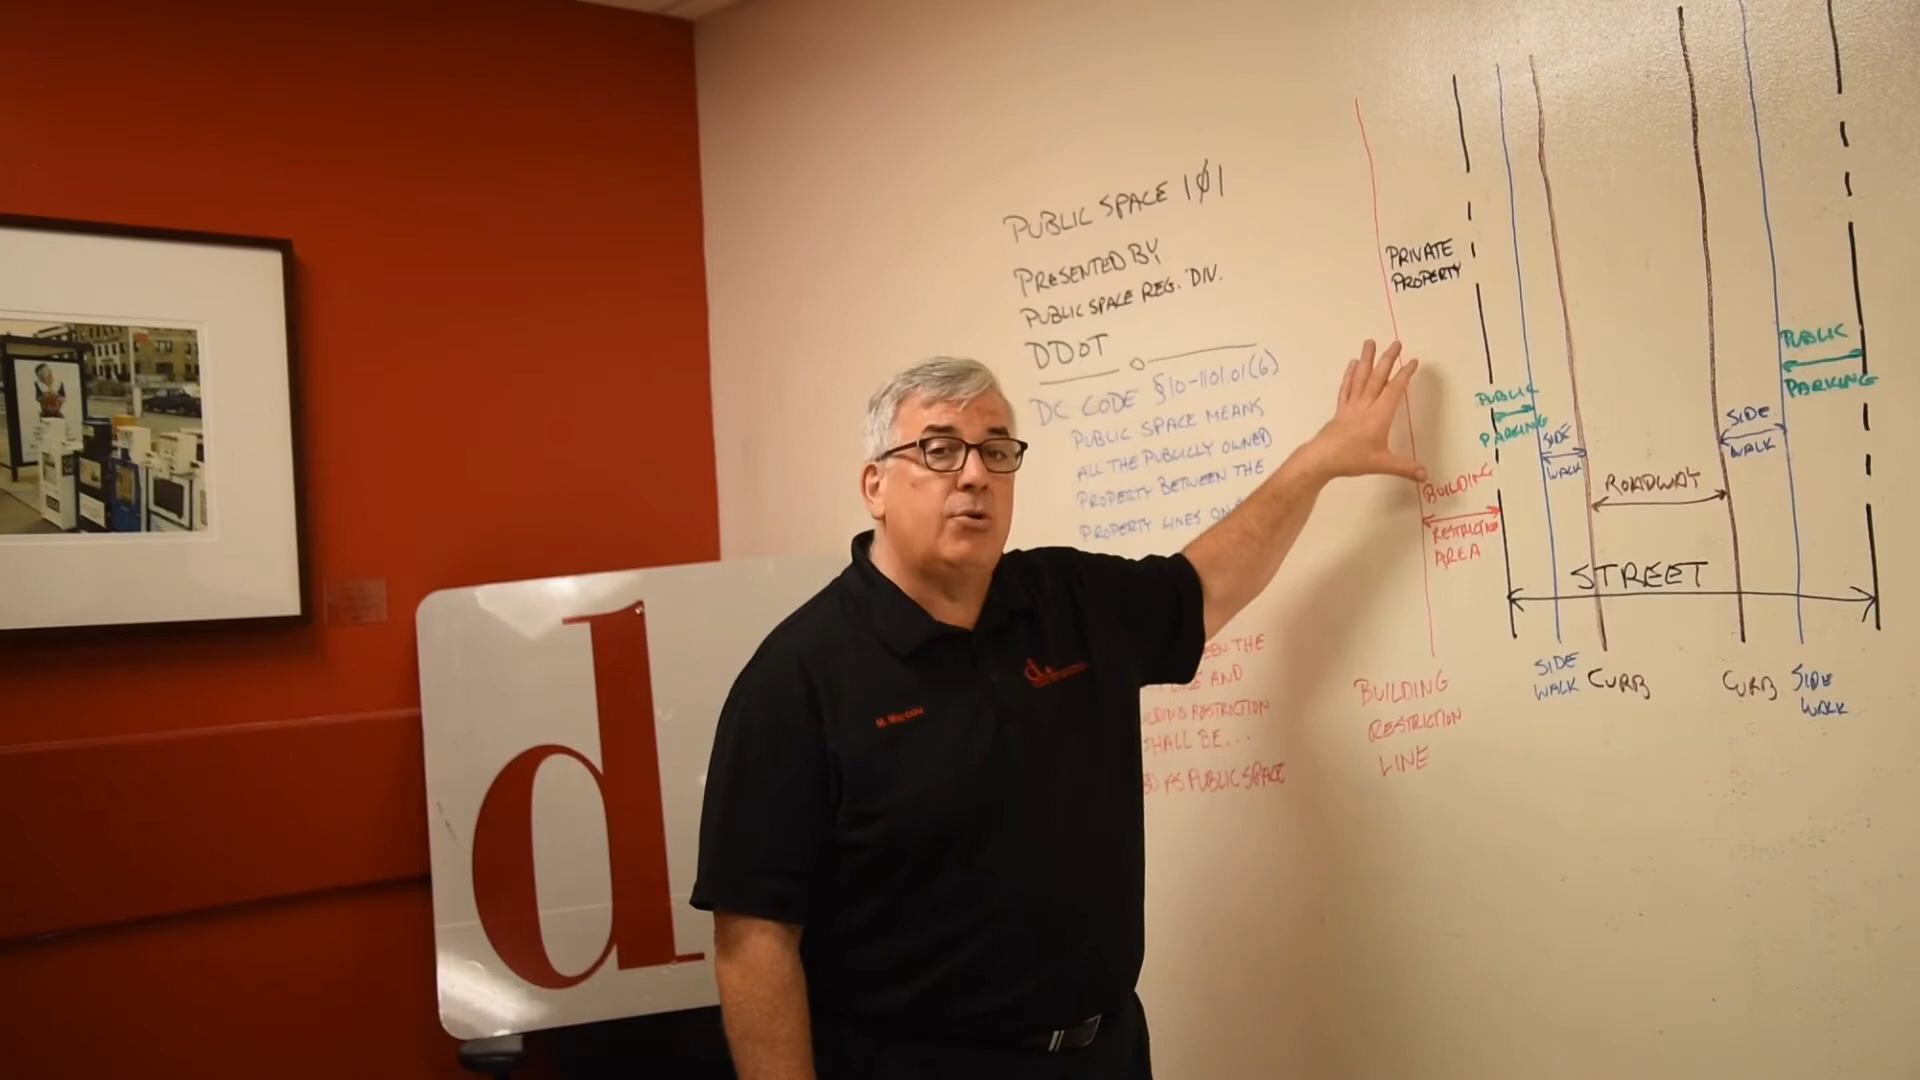 PUBLIC SPACE 101
PRESENTED BY
PUBLIC SPACE REG. DIV.
DDOT
DC CODE §10-1101.01(6)
PUBLIC SPACE MEANS
ALL THE PUBLICLY OWNED
PROPERTY BETWEEN THE
PROPERTY LINES ON
THE
AND
RESTRICTION
SHALL BE...
AS PUBLIC SPACE
PRIVATE
PROPERTY
PUBLIC
PARKING
SIDE
WALK
BUILDING
RESTRICTION
AREA
ROADWAY
SIDE
WALK
PUBLIC
PARKING
STREET
BUILDING
RESTRICTION
LINE
SIDE
WALK
CURB
CURB
SIDE
WALK
d
d.